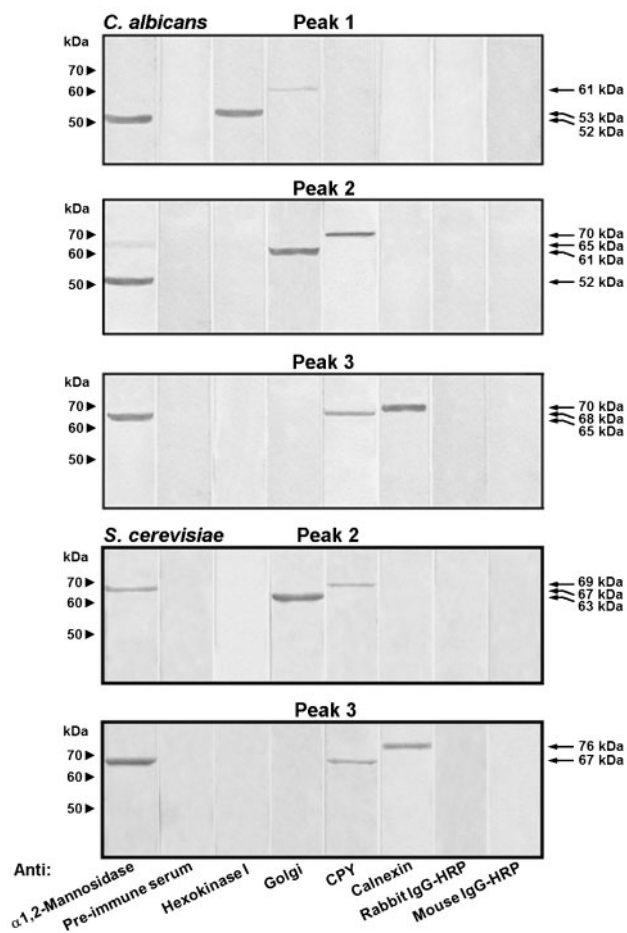 C. albicans Peak 1
kDa
70
60
50
61 kDa
53 kDa
52 kDa
Peak 2
kDa
70
60
50
70 kDa
65 kDa
61 kDa
52 kDa
Peak 3
kDa
70
60
50
70 kDa
68 kDa
65 kDa
S. cerevisiae Peak 2
kDa
70
60
50
69 kDa
67 kDa
63 kDa
Peak 3
kDa
70
60
50
76 kDa
67 kDa
Anti:
α1,2-Mannosidase
Pre-immune serum
Hexokinase I
Golgi
CPY
Calnexin
Rabbit IgG-HRP
Mouse IgG-HRP